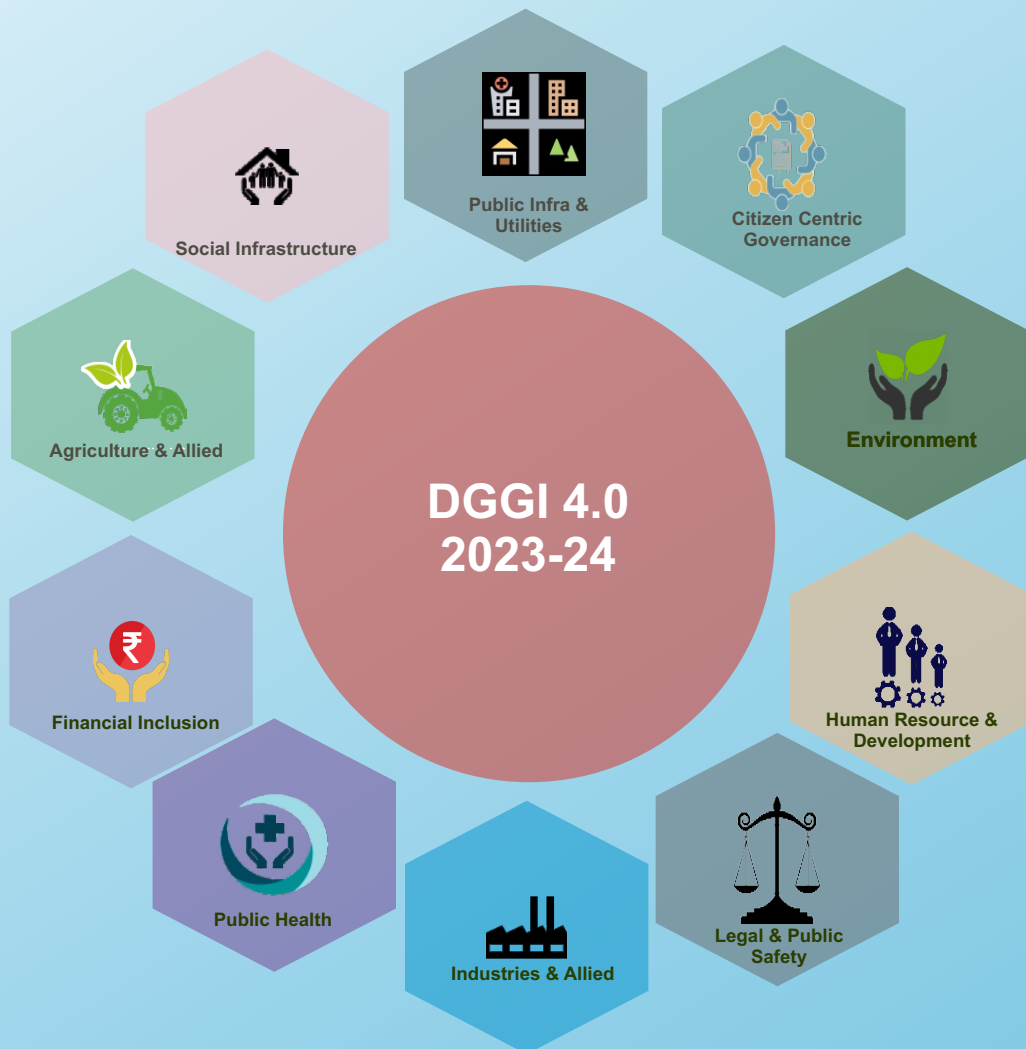 Public Infra &
Utilities
Social Infrastructure
Citizen Centric
Governance
Agriculture & Allied
Environment
DGGI 4.0
2023-24
₹
Financial Inclusion
Human Resource &
Development
Public Health
Legal & Public
Safety
Industries & Allied